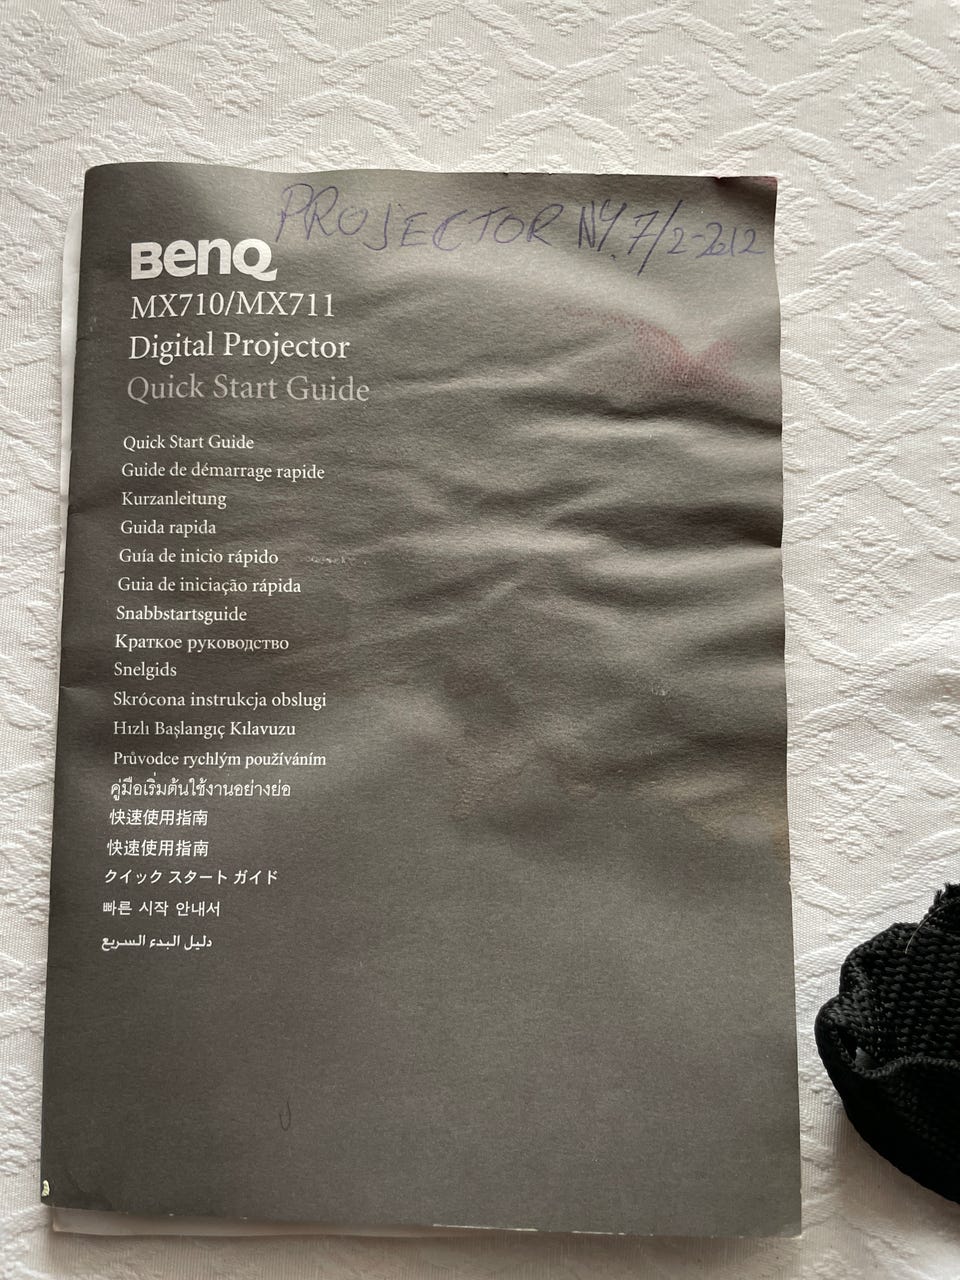 PROJECTOR NY. 7/2-2012
BenQ
MX710/MX711
Digital Projector
Quick Start Guide
Quick Start Guide
Guide de démarrage rapide
Kurzanleitung
Guida rapida
Guía de inicio rápido
Guia de iniciação rápida
Snabbstartsguide
Краткое руководство
Snelgids
Skrócona instrukcja obslugi
Hızlı Başlangıç Kılavuzu
Průvodce rychlým používáním
คู่มือเริ่มต้นใช้งานอย่างย่อ
快速使用指南
快速使用指南
クイック スタート ガイド
빠른 시작 안내서
دليل البدء السريع